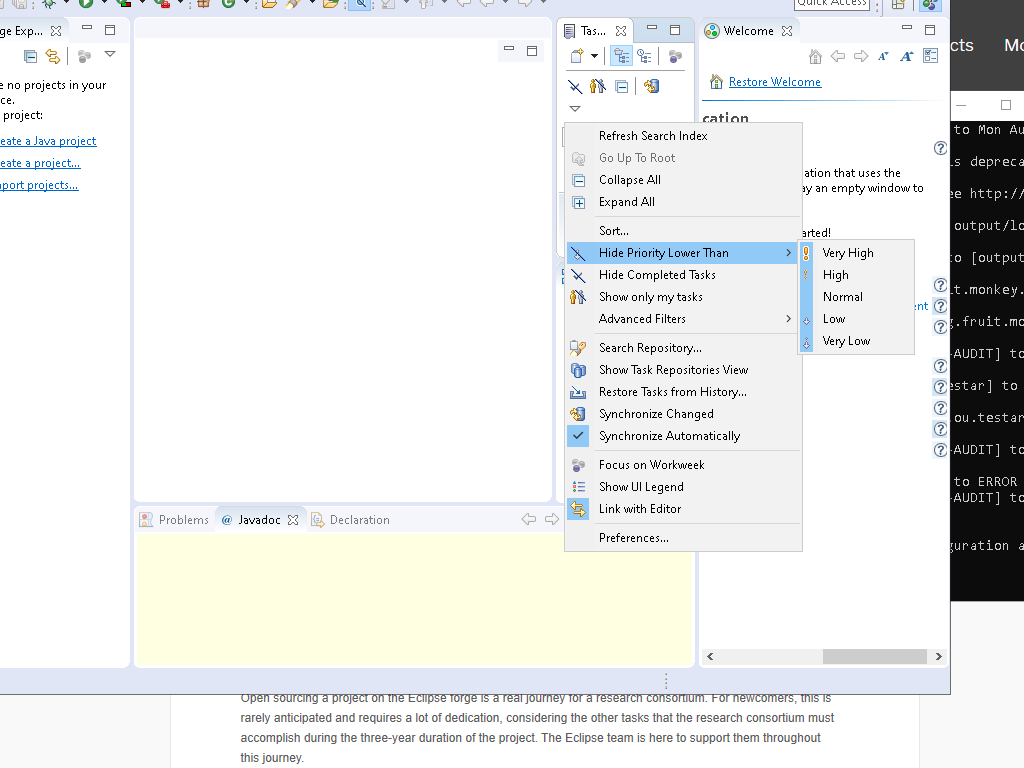 Quick Access
ge Exp...
Tas...
Welcome
cts
Mo
e no projects in your
ce.
project:
eate a Java project
eate a project...
port projects...
Restore Welcome
cation
ation that uses the
ay an empty window to
arted!
ent
Refresh Search Index
Go Up To Root
Collapse All
Expand All
Sort...
Hide Priority Lower Than
Hide Completed Tasks
Show only my tasks
Advanced Filters
Search Repository...
Show Task Repositories View
Restore Tasks from History...
Synchronize Changed
Synchronize Automatically
Focus on Workweek
Show UI Legend
Link with Editor
Preferences...
Very High
High
Normal
Low
Very Low
to Mon Au
is depreca
ee http://
output/lo
to [output
it.monkey.
g.fruit.mo
-AUDIT] to
estar] to
ou.testar
-AUDIT] to
to ERROR
-AUDIT] to
guration a
Problems
@ Javadoc
Declaration
Open sourcing a project on the Eclipse forge is a real journey for a research consortium. For newcomers, this is
rarely anticipated and requires a lot of dedication, considering the other tasks that the research consortium must
accomplish during the three-year duration of the project. The Eclipse team is here to support them throughout
this journey.